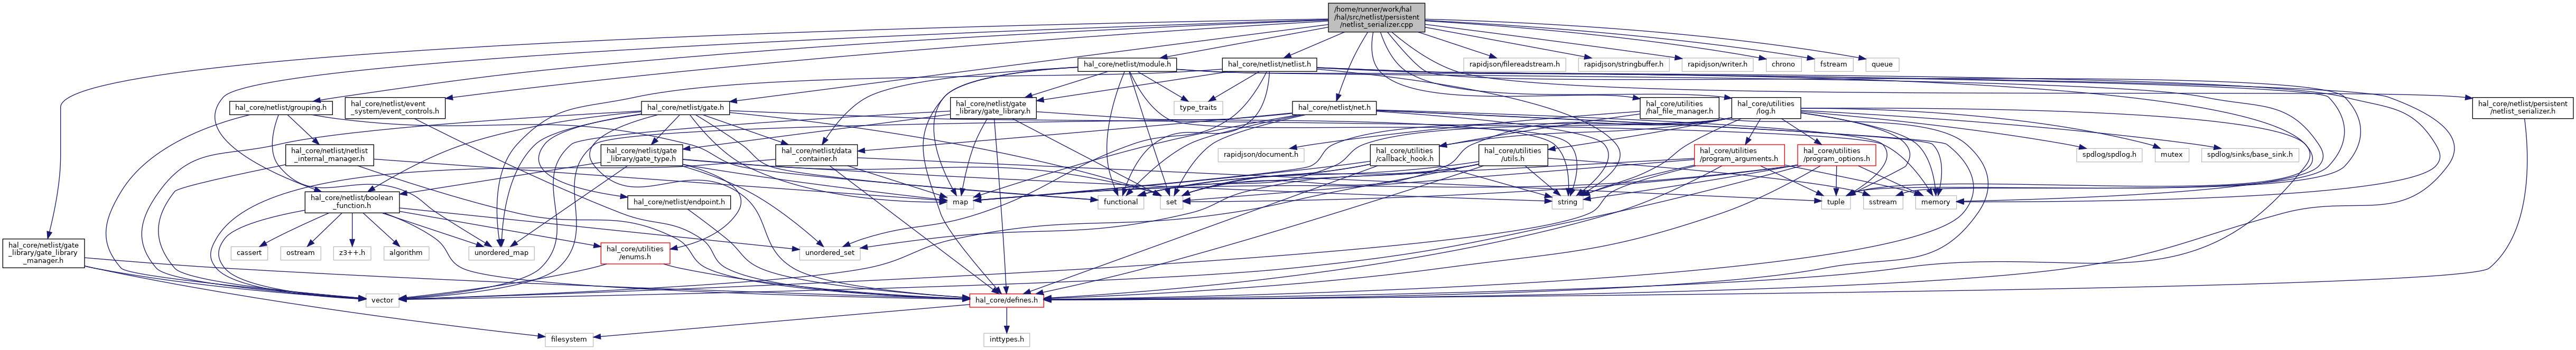 /home/runner/work/hal
/hal/src/netlist/persistent
/netlist_serializer.cpp
hal_core/netlist/module.h
hal_core/netlist/netlist.h
rapidjson/filereadstream.h
rapidjson/stringbuffer.h
rapidjson/writer.h
chrono
fstream
queue
hal_core/netlist/grouping.h
hal_core/netlist/event
_system/event_controls.h
hal_core/netlist/gate.h
hal_core/netlist/gate
_library/gate_library.h
type_traits
hal_core/netlist/net.h
hal_core/utilities
/hal_file_manager.h
hal_core/utilities
/log.h
hal_core/netlist/persistent
/netlist_serializer.h
hal_core/netlist/netlist
_internal_manager.h
hal_core/netlist/gate
_library/gate_type.h
hal_core/netlist/data
_container.h
rapidjson/document.h
hal_core/utilities
/callback_hook.h
hal_core/utilities
/utils.h
hal_core/utilities
/program_arguments.h
hal_core/utilities
/program_options.h
spdlog/spdlog.h
mutex
spdlog/sinks/base_sink.h
hal_core/netlist/boolean
_function.h
hal_core/netlist/endpoint.h
map
functional
set
string
tuple
sstream
memory
hal_core/netlist/gate
_library/gate_library
_manager.h
cassert
ostream
z3++.h
algorithm
unordered_map
hal_core/utilities
/enums.h
unordered_set
vector
hal_core/defines.h
filesystem
inttypes.h